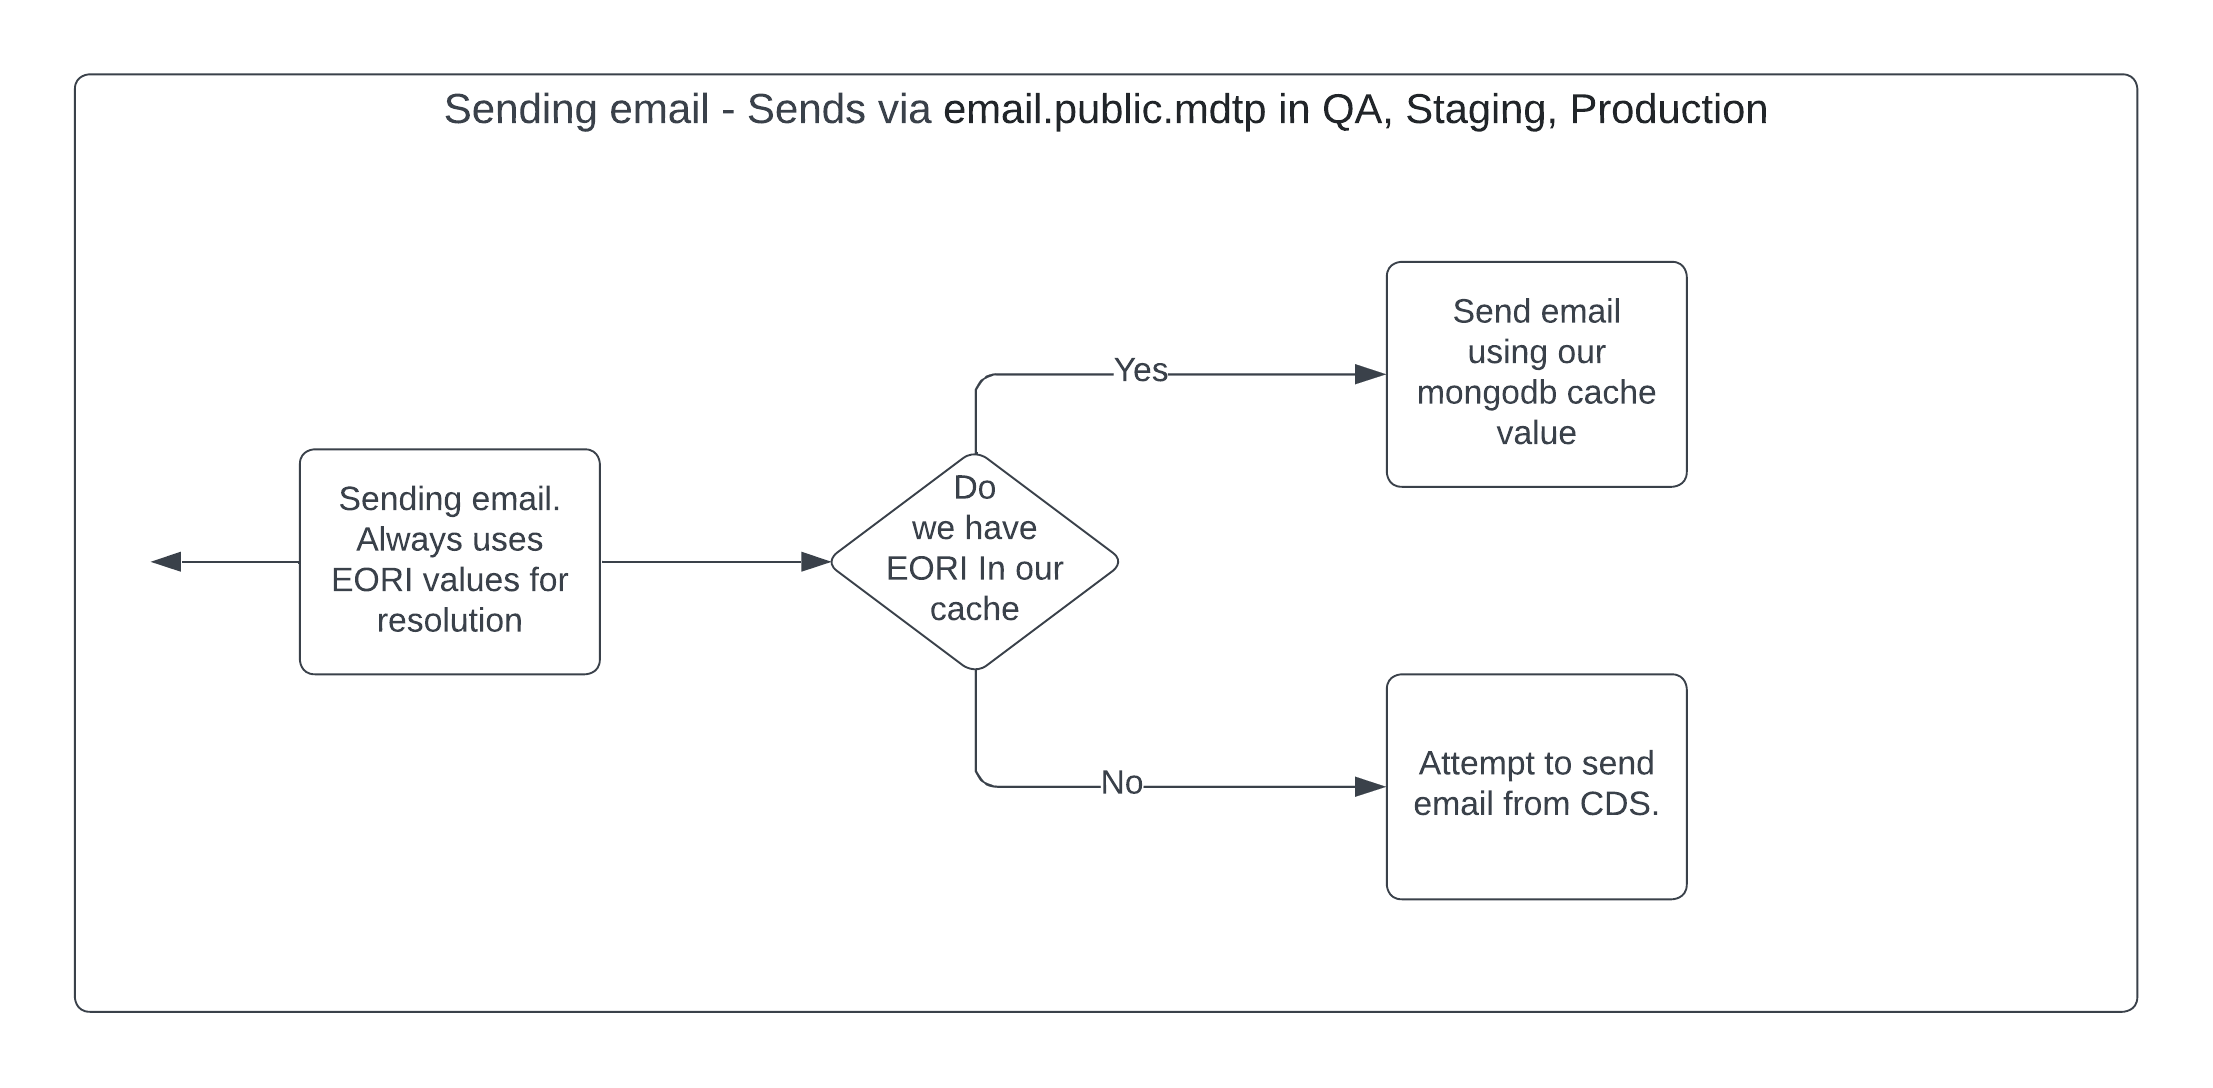 Sending email - Sends via email.public.mdtp in QA, Staging, Production
Sending email.
Always uses
EORI values for
resolution
Do
we have
EORI In our
cache
Yes
Send email
using our
mongodb cache
value
No
Attempt to send
email from CDS.